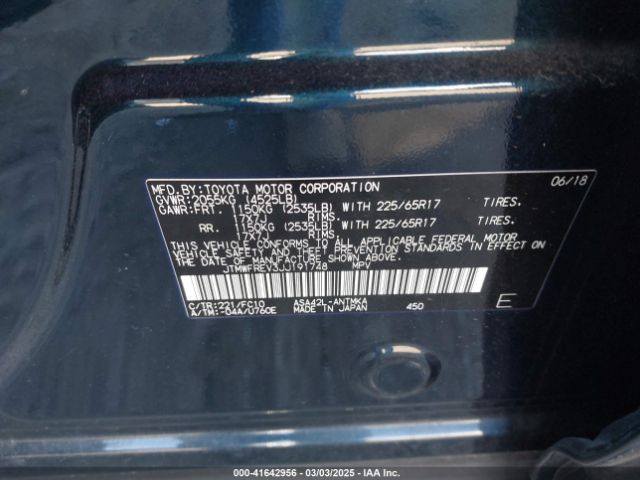 MFD.BY:TOYOTA MOTOR CORPORATION 06/18
GVWR:2055KG (4525LB)
GAWR:FRT. 1150KG (2535LB) WITH 225/65R17 TIRES.
17X7J RIMS.
RR. 1150KG (2535LB) WITH 225/65R17 TIRES.
17X7J RIMS.
THIS VEHICLE CONFORMS TO ALL APPLICABLE FEDERAL MOTOR
VEHICLE SAFETY AND THEFT PREVENTION STANDARDS IN EFFECT ON
THE DATE OF MANUFACTURE SHOWN ABOVE.
JTMWFREV3JJ191748 MPV
C/TR:221/FC10 ASA42L-ANTMKA
A/TM:-04A/U760E MADE IN JAPAN 450 E
000-41642956 — 03/03/2025 — IAA Inc.